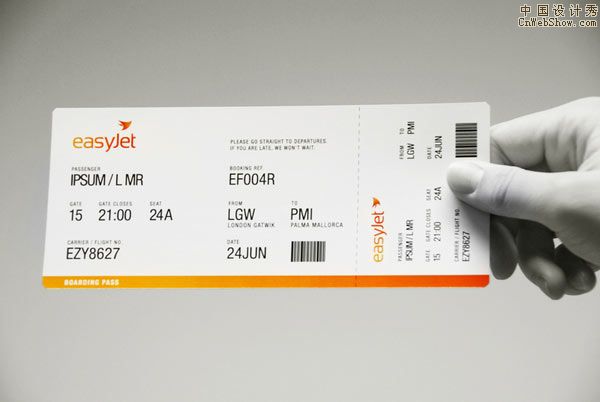 中国设计秀
CnWebShow.com
easyJet
PLEASE GO STRAIGHT TO DEPARTURES.
IF YOU ARE LATE, WE WON'T WAIT.
PASSENGER
IPSUM / L MR
BOOKING REF.
EF004R
GATE GATE CLOSES SEAT
15 21:00 24A
FROM TO
LGW PMI
LONDON GATWIK PALMA MALLORCA
CARRIER / FLIGHT NO.
EZY8627
DATE
24JUN
BOARDING PASS
easyJet
FROM TO
LGW PMI
DATE
24JUN
PASSENGER
IPSUM / L MR
GATE GATE CLOSES SEAT
15 21:00 24A
CARRIER / FLIGHT NO.
EZY8627